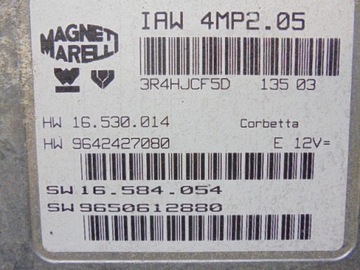 MAGNETI
MARELLI
IAW 4MP2.05
3R4HJCF5D 135 03
HW 16.530.014 Corbetta
HW 9642427080 E 12V=
SW 16.584.054
SW 9650612880